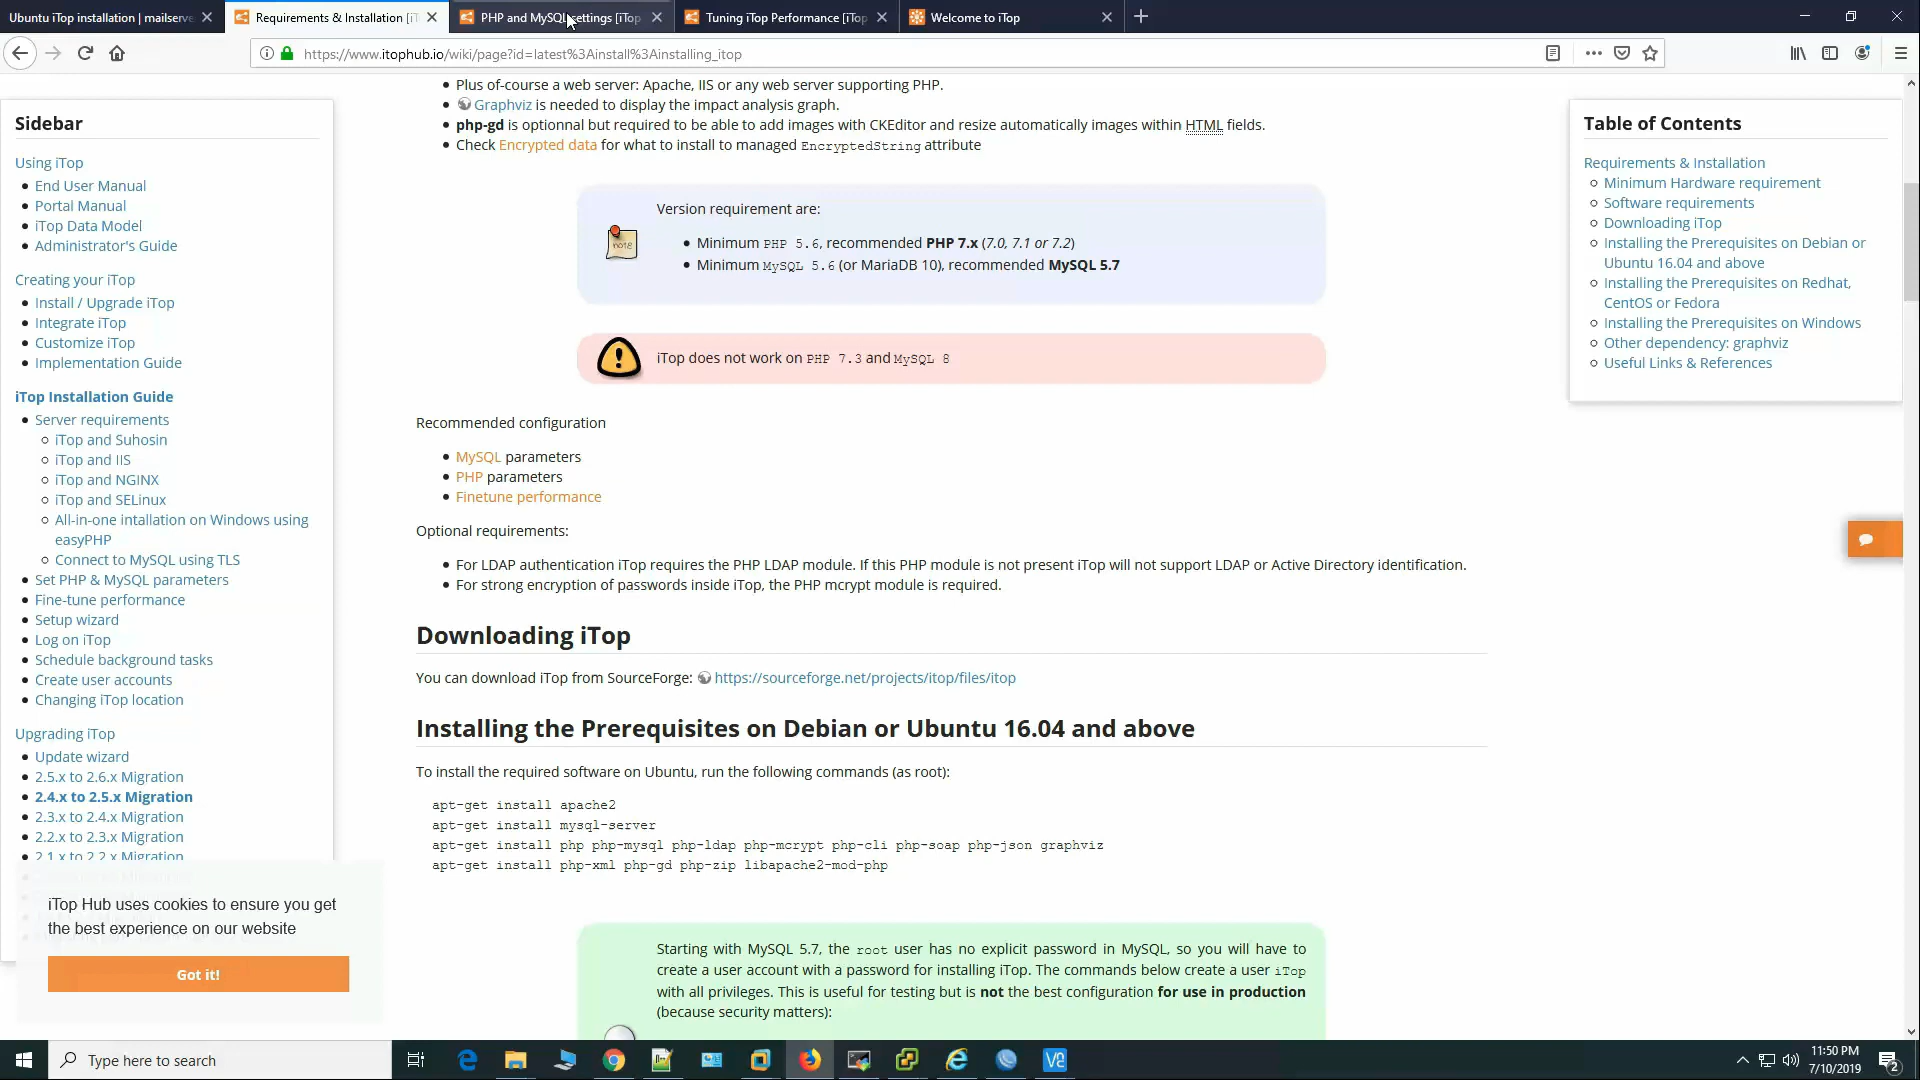 Ubuntu iTop installation | mailserve
Requirements & Installation [iT
PHP and MySQL settings [iTop
Tuning iTop Performance [iTop
Welcome to iTop
https://www.itophub.io/wiki/page?id=latest%3Ainstall%3Ainstalling_itop
Sidebar
Using iTop
End User Manual
Portal Manual
iTop Data Model
Administrator's Guide
Creating your iTop
Install / Upgrade iTop
Integrate iTop
Customize iTop
Implementation Guide
iTop Installation Guide
Server requirements
iTop and Suhosin
iTop and IIS
iTop and NGINX
iTop and SELinux
All-in-one intallation on Windows using
easyPHP
Connect to MySQL using TLS
Set PHP & MySQL parameters
Fine-tune performance
Setup wizard
Log on iTop
Schedule background tasks
Create user accounts
Changing iTop location
Upgrading iTop
Update wizard
2.5.x to 2.6.x Migration
2.4.x to 2.5.x Migration
2.3.x to 2.4.x Migration
2.2.x to 2.3.x Migration
2.1.x to 2.2.x Migration
iTop Hub uses cookies to ensure you get
the best experience on our website
Got it!
Plus of-course a web server: Apache, IIS or any web server supporting PHP.
Graphviz is needed to display the impact analysis graph.
php-gd is optionnal but required to be able to add images with CKEditor and resize automatically images within HTML fields.
Check Encrypted data for what to install to managed EncryptedString attribute
note
Version requirement are:
Minimum PHP 5.6, recommended PHP 7.x (7.0, 7.1 or 7.2)
Minimum MySQL 5.6 (or MariaDB 10), recommended MySQL 5.7
iTop does not work on PHP 7.3 and MySQL 8
Recommended configuration
MySQL parameters
PHP parameters
Finetune performance
Optional requirements:
For LDAP authentication iTop requires the PHP LDAP module. If this PHP module is not present iTop will not support LDAP or Active Directory identification.
For strong encryption of passwords inside iTop, the PHP mcrypt module is required.
Downloading iTop
You can download iTop from SourceForge: https://sourceforge.net/projects/itop/files/itop
Installing the Prerequisites on Debian or Ubuntu 16.04 and above
To install the required software on Ubuntu, run the following commands (as root):
apt-get install apache2
apt-get install mysql-server
apt-get install php php-mysql php-ldap php-mcrypt php-cli php-soap php-json graphviz
apt-get install php-xml php-gd php-zip libapache2-mod-php
Starting with MySQL 5.7, the root user has no explicit password in MySQL, so you will have to
create a user account with a password for installing iTop. The commands below create a user iTop
with all privileges. This is useful for testing but is not the best configuration for use in production
(because security matters):
Table of Contents
Requirements & Installation
Minimum Hardware requirement
Software requirements
Downloading iTop
Installing the Prerequisites on Debian or
Ubuntu 16.04 and above
Installing the Prerequisites on Redhat,
CentOS or Fedora
Installing the Prerequisites on Windows
Other dependency: graphviz
Useful Links & References
Type here to search
11:50 PM
7/10/2019
2